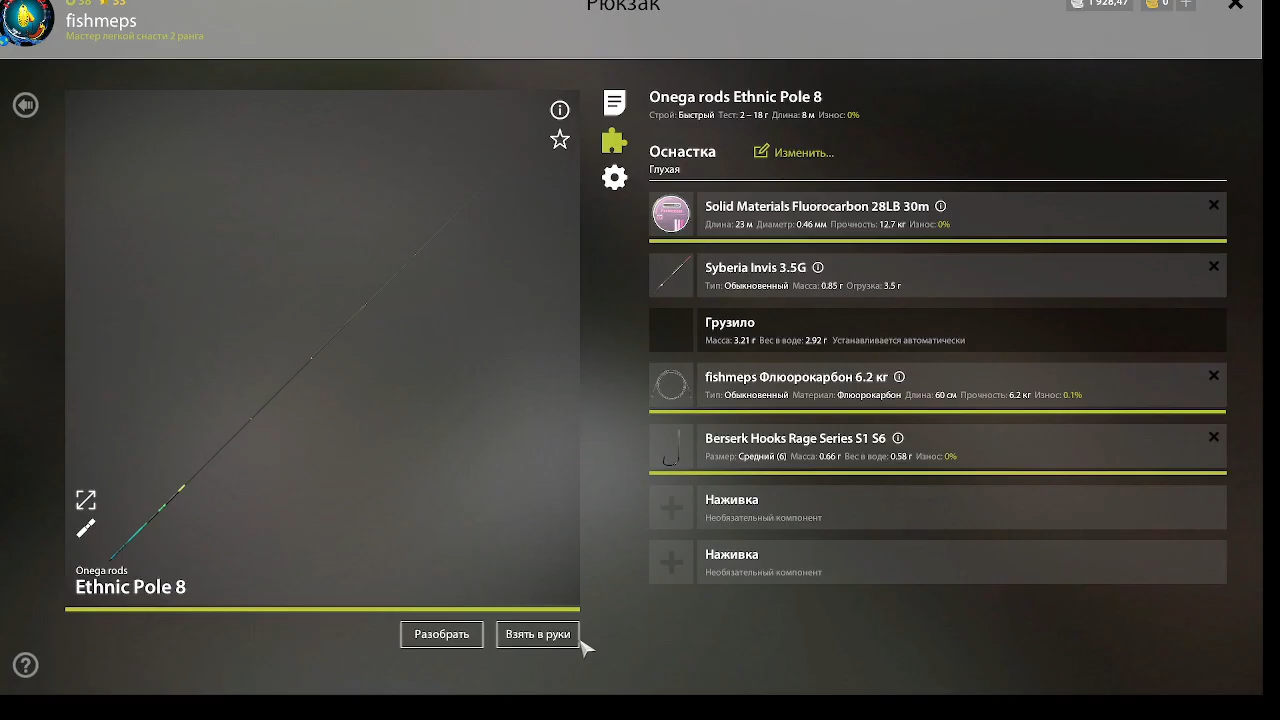 38 33
Рюкзак
1 928,47
0
fishmeps
Мастер легкой снасти 2 ранга
Onega rods Ethnic Pole 8
Строй: Быстрый Тест: 2 – 18 г Длина: 8 м Износ: 0%
Оснастка
Изменить...
Глухая
Solid Materials Fluorocarbon 28LB 30m
Длина: 23 м Диаметр: 0.46 мм Прочность: 12.7 кг Износ: 0%
Syberia Invis 3.5G
Тип: Обыкновенный Масса: 0.85 г Огрузка: 3.5 г
Грузило
Масса: 3.21 г Вес в воде: 2.92 г Устанавливается автоматически
fishmeps Флюорокарбон 6.2 кг
Тип: Обыкновенный Материал: Флюорокарбон Длина: 60 см Прочность: 6.2 кг Износ: 0.1%
Berserk Hooks Rage Series S1 S6
Размер: Средний (6) Масса: 0.66 г Вес в воде: 0.58 г Износ: 0%
Наживка
Необязательный компонент
Наживка
Необязательный компонент
Onega rods
Ethnic Pole 8
Разобрать
Взять в руки